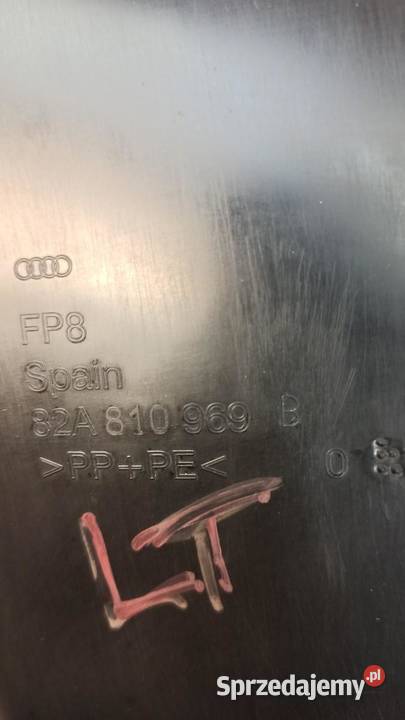 FP8
Spain
82A 810 969 B
>PP+PE< 0
LT
Sprzedajemy.pl